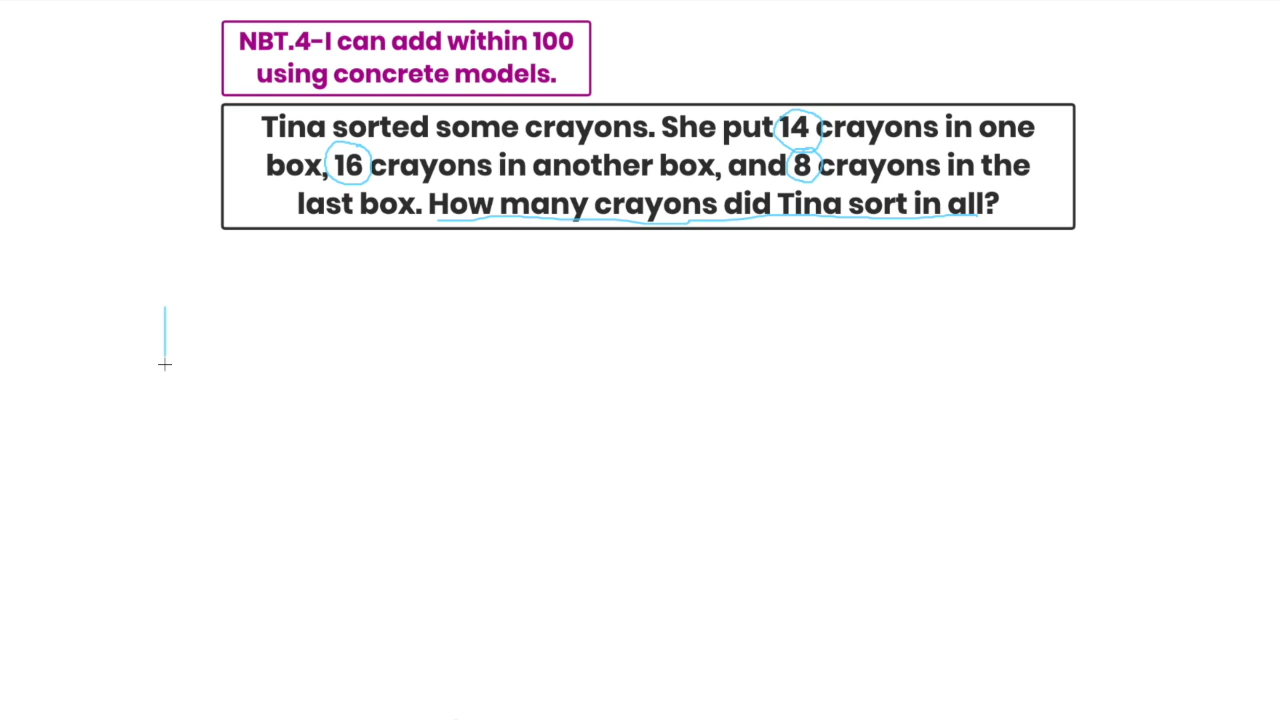 NBT.4-I can add within 100
using concrete models.
Tina sorted some crayons. She put 14 crayons in one
box, 16 crayons in another box, and 8 crayons in the
last box. How many crayons did Tina sort in all?